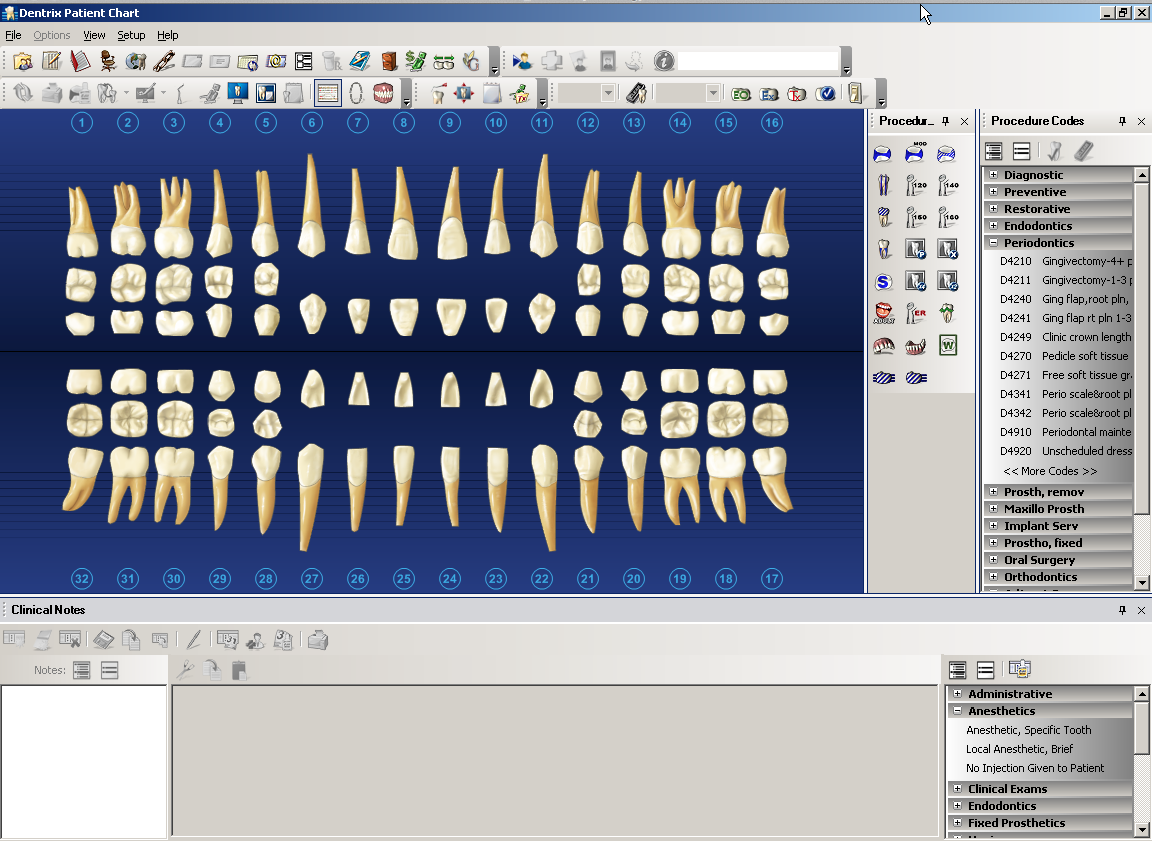 Dentrix Patient Chart
File Options View Setup Help
1 2 3 4 5 6 7 8 9 10 11 12 13 14 15 16
32 31 30 29 28 27 26 25 24 23 22 21 20 19 18 17
Procedur...
MOD
120 140
150 160
P X
S
ADULT ER
W
Procedure Codes
Diagnostic
Preventive
Restorative
Endodontics
Periodontics
D4210 Gingivectomy-4+ p
D4211 Gingivectomy-1-3 p
D4240 Ging flap,root pln,
D4241 Ging flap rt pln 1-3
D4249 Clinic crown length
D4270 Pedicle soft tissue
D4271 Free soft tissue gr
D4341 Perio scale&root pl
D4342 Perio scale&root pl
D4910 Periodontal mainte
D4920 Unscheduled dress
<< More Codes >>
Prosth, remov
Maxillo Prosth
Implant Serv
Prostho, fixed
Oral Surgery
Orthodontics
Clinical Notes
Notes:
Administrative
Anesthetics
Anesthetic, Specific Tooth
Local Anesthetic, Brief
No Injection Given to Patient
Clinical Exams
Endodontics
Fixed Prosthetics